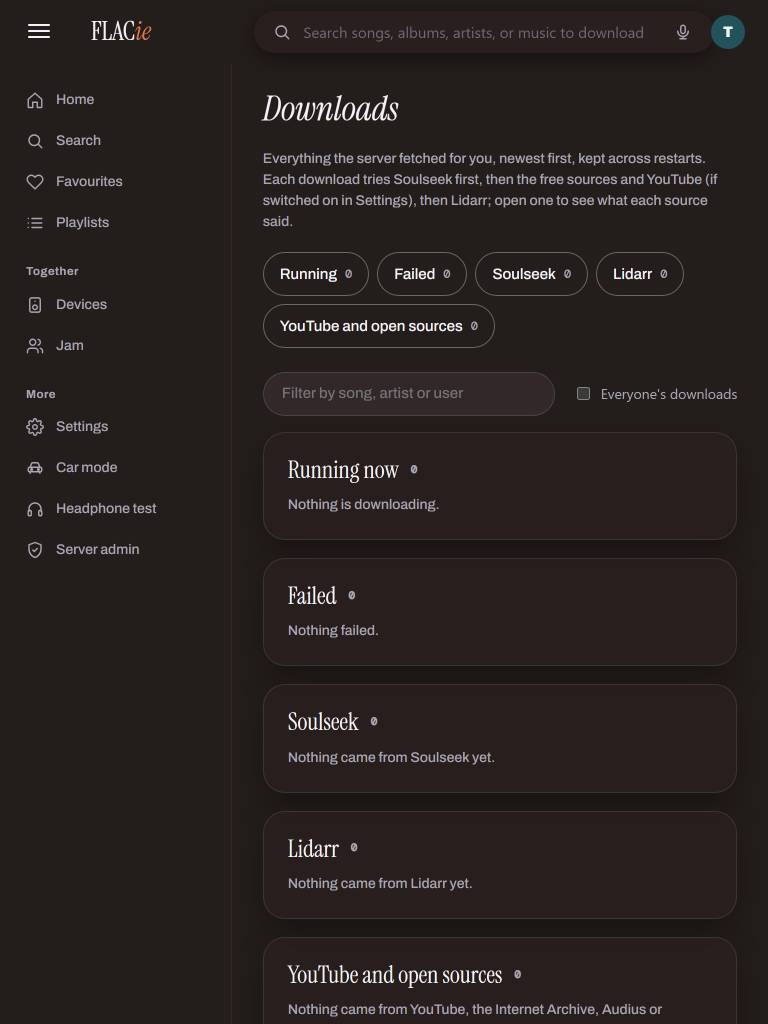 FLACie
Search songs, albums, artists, or music to download
T
Home
Search
Favourites
Playlists
Together
Devices
Jam
More
Settings
Car mode
Headphone test
Server admin
Downloads
Everything the server fetched for you, newest first, kept across restarts.
Each download tries Soulseek first, then the free sources and YouTube (if
switched on in Settings), then Lidarr; open one to see what each source
said.
Running 0
Failed 0
Soulseek 0
Lidarr 0
YouTube and open sources 0
Filter by song, artist or user
Everyone's downloads
Running now 0
Nothing is downloading.
Failed 0
Nothing failed.
Soulseek 0
Nothing came from Soulseek yet.
Lidarr 0
Nothing came from Lidarr yet.
YouTube and open sources 0
Nothing came from YouTube, the Internet Archive, Audius or